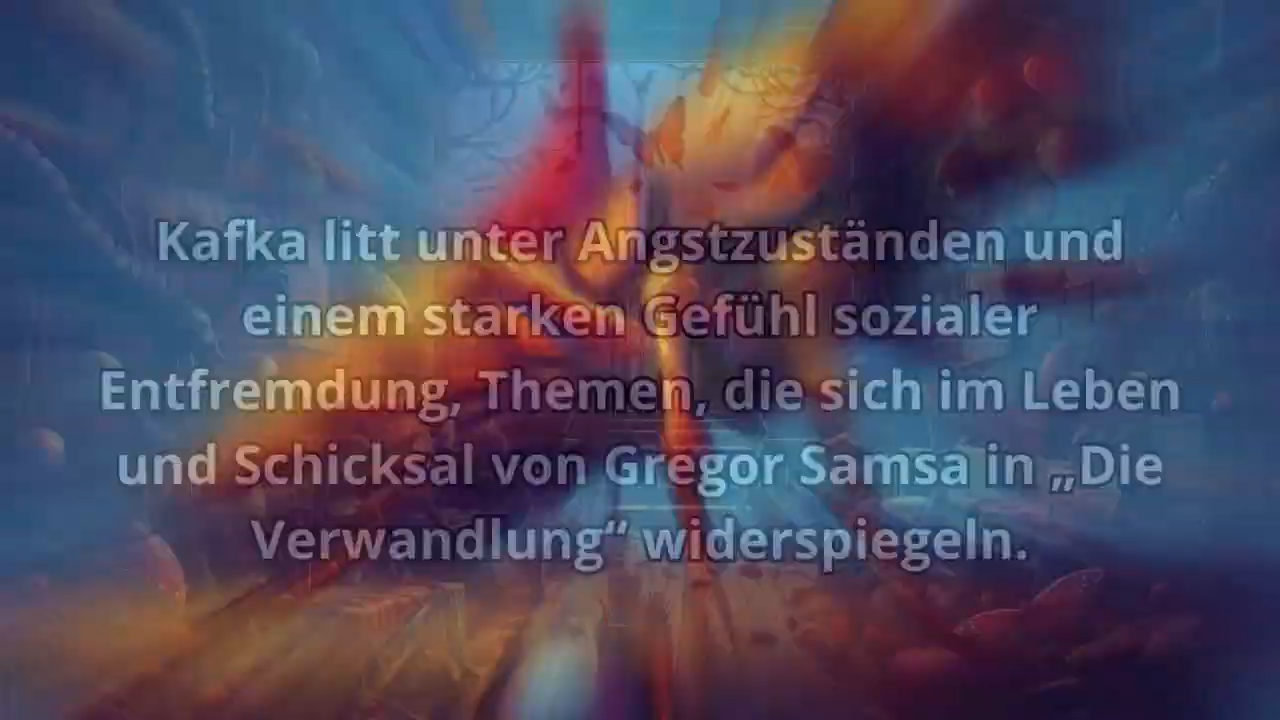 Kafka litt unter Angstzuständen und
einem starken Gefühl sozialer
Entfremdung, Themen, die sich im Leben
und Schicksal von Gregor Samsa in „Die
Verwandlung“ widerspiegeln.